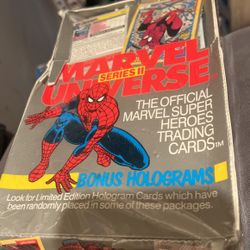 MARVEL
SERIES II
UNIVERSE
THE OFFICIAL
MARVEL SUPER
HEROES
TRADING
CARDS™
BONUS HOLOGRAMS
Look for Limited Edition Hologram Cards which have
been randomly placed in some of these packages.